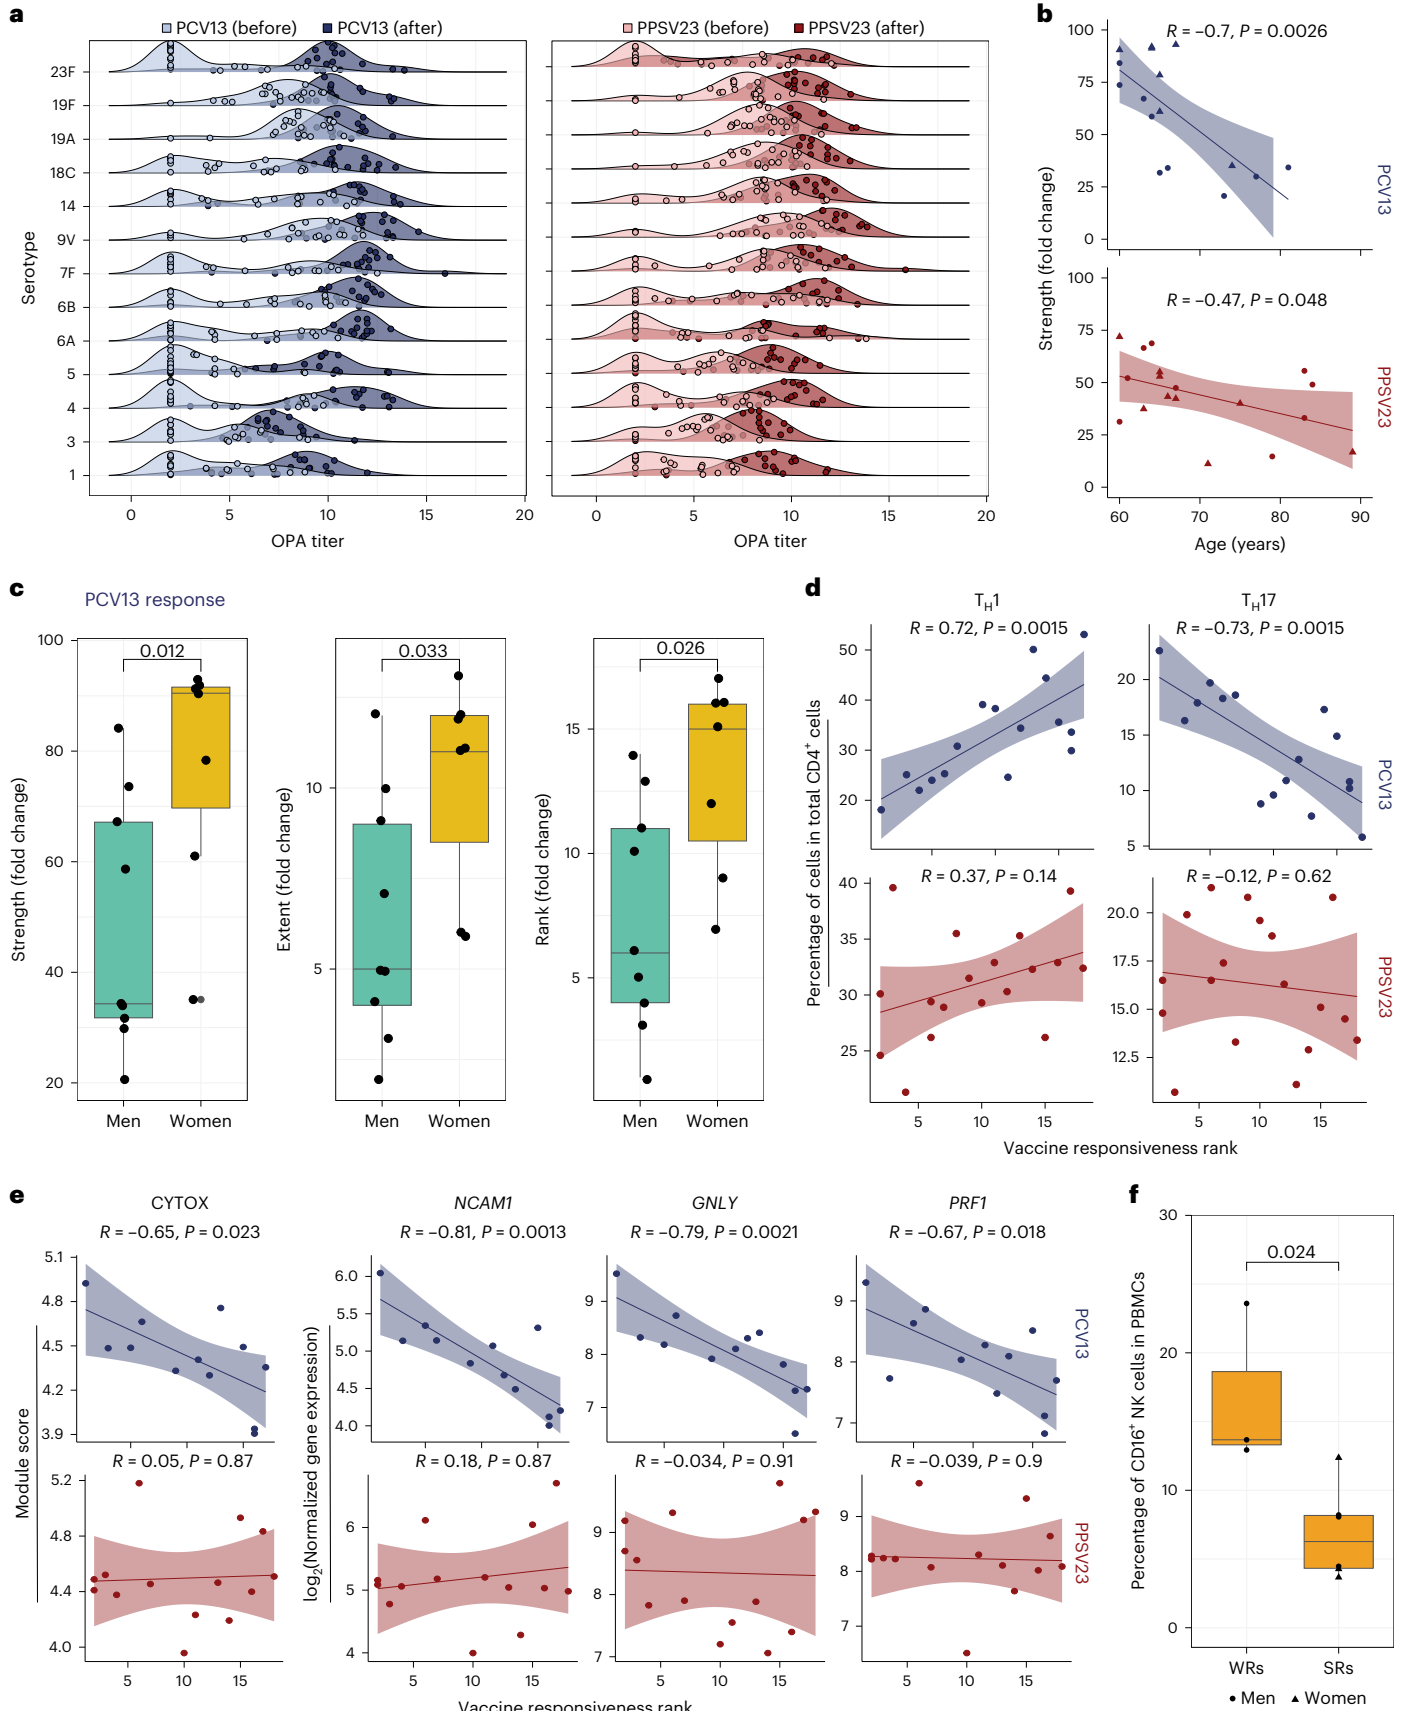 a
PCV13 (before) PCV13 (after)
PPSV23 (before) PPSV23 (after)
Serotype
23F
19F
19A
18C
14
9V
7F
6B
6A
5
4
3
1
0 5 10 15 20
OPA titer
0 5 10 15 20
OPA titer
b
R = −0.7, P = 0.0026
100
75
50
25
0
PCV13
Strength (fold change)
R = −0.47, P = 0.048
100
75
50
25
0
PPSV23
60 70 80 90
Age (years)
c
PCV13 response
Strength (fold change)
100
80
60
40
20
0.012
Men Women
Extent (fold change)
10
5
0.033
Men Women
Rank (fold change)
15
10
5
0.026
Men Women
d
TH1
R = 0.72, P = 0.0015
50
40
30
20
TH17
R = −0.73, P = 0.0015
20
15
10
5
PCV13
Percentage of cells in total CD4+ cells
R = 0.37, P = 0.14
40
35
30
25
R = −0.12, P = 0.62
20.0
17.5
15.0
12.5
PPSV23
5 10 15
5 10 15
Vaccine responsiveness rank
e
CYTOX
R = −0.65, P = 0.023
5.1
4.8
4.5
4.2
3.9
NCAM1
R = −0.81, P = 0.0013
6.0
5.5
5.0
4.5
4.0
GNLY
R = −0.79, P = 0.0021
9
8
7
PRF1
R = −0.67, P = 0.018
9
8
7
PCV13
Module score
log2(Normalized gene expression)
R = 0.05, P = 0.87
5.2
4.8
4.4
4.0
R = 0.18, P = 0.87
6
5
4
R = −0.034, P = 0.91
9
8
7
R = −0.039, P = 0.9
9
8
7
PPSV23
5 10 15
5 10 15
5 10 15
5 10 15
Vaccine responsiveness rank
f
Percentage of CD16+ NK cells in PBMCs
30
20
10
0
0.024
WRs SRs
Men Women